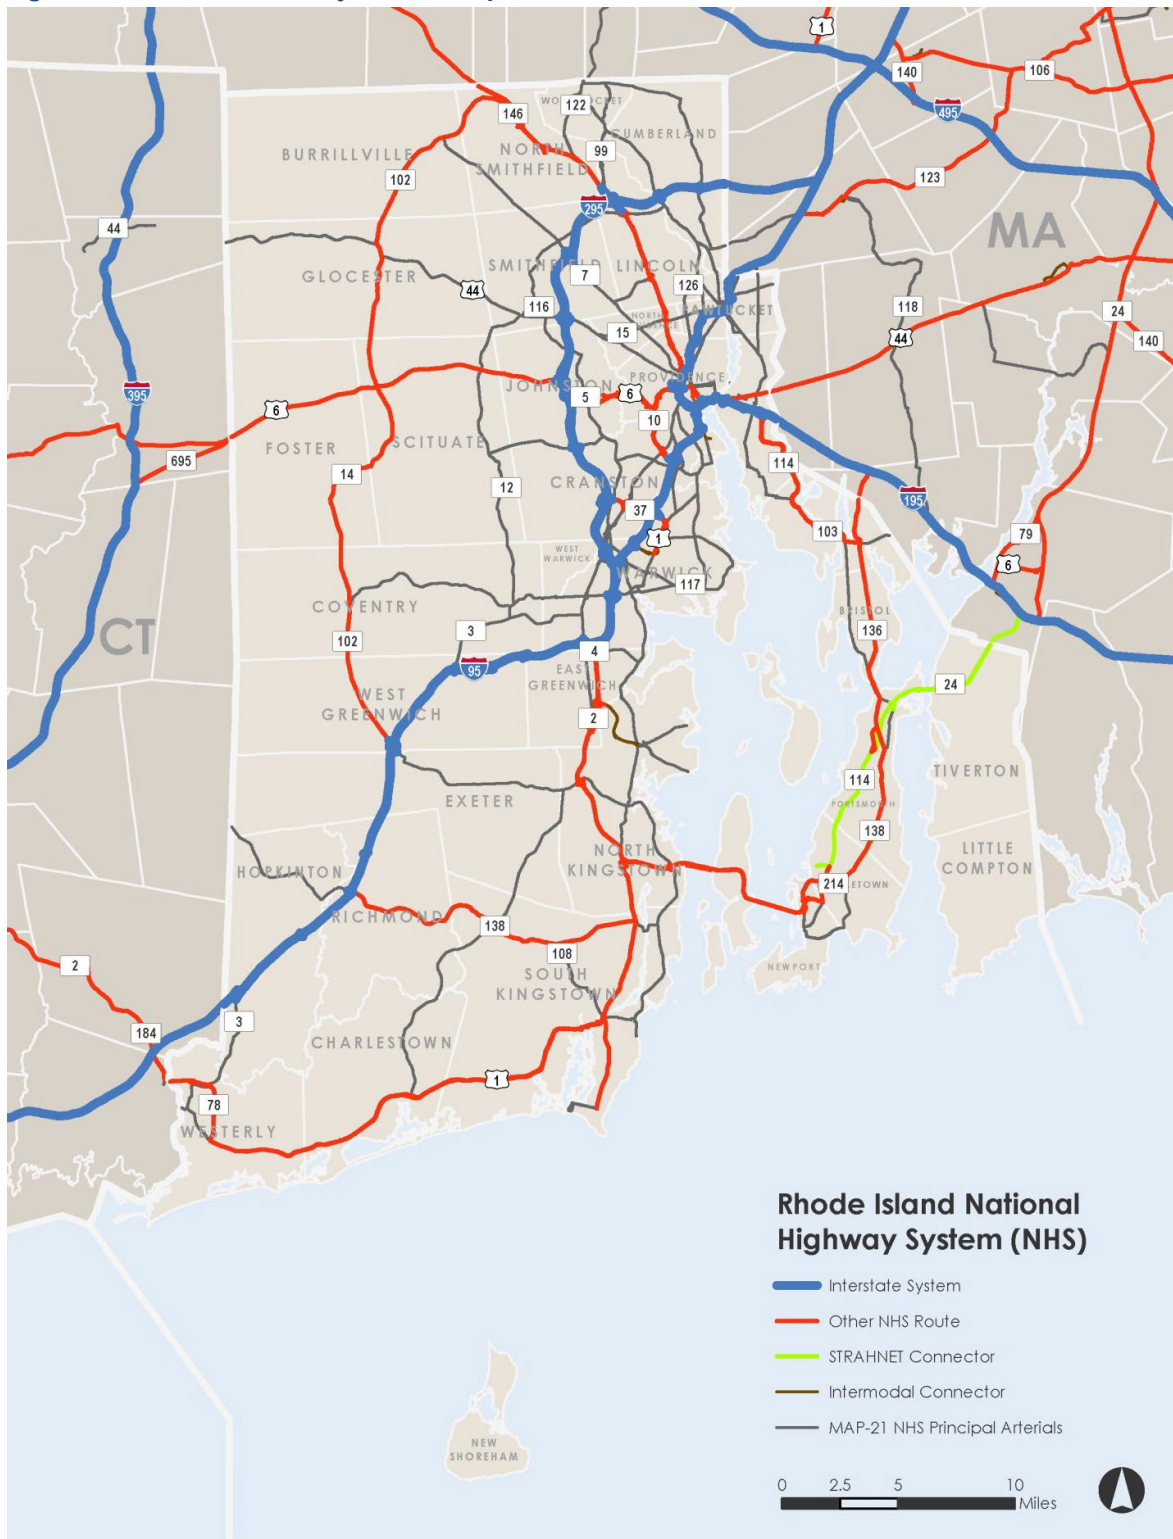 1
140
106
495
146
WO
OCKET
122
CUMBERLAND
BURRILLVILLE
NORTH
SMITHFIELD
99
102
123
295
44
MA
GLOCESTER
SMITHFIELD
LINCOLN
7
44
126
116
118
24
NORTH
PAWTUCKET
15
44
140
395
JOHNSTON
PROVIDENCE
6
5
6
10
FOSTER
SCITUATE
695
14
114
12
CRANSTON
195
37
103
79
1
WEST
WARWICK
6
WARWICK
117
COVENTRY
BRISTOL
CT
3
136
102
4
95
EAST
GREENWICH
24
WEST
GREENWICH
2
TIVERTON
114
EXETER
PORTSMOUTH
138
NORTH
KINGSTOWN
LITTLE
COMPTON
HOPKINTON
214
ETOWN
RICHMOND
138
108
2
SOUTH
KINGSTOWN
NEWPORT
3
184
CHARLESTOWN
1
78
WESTERLY
Rhode Island National
Highway System (NHS)
Interstate System
Other NHS Route
STRAHNET Connector
Intermodal Connector
MAP-21 NHS Principal Arterials
NEW
SHOREHAM
0 2.5 5 10
Miles